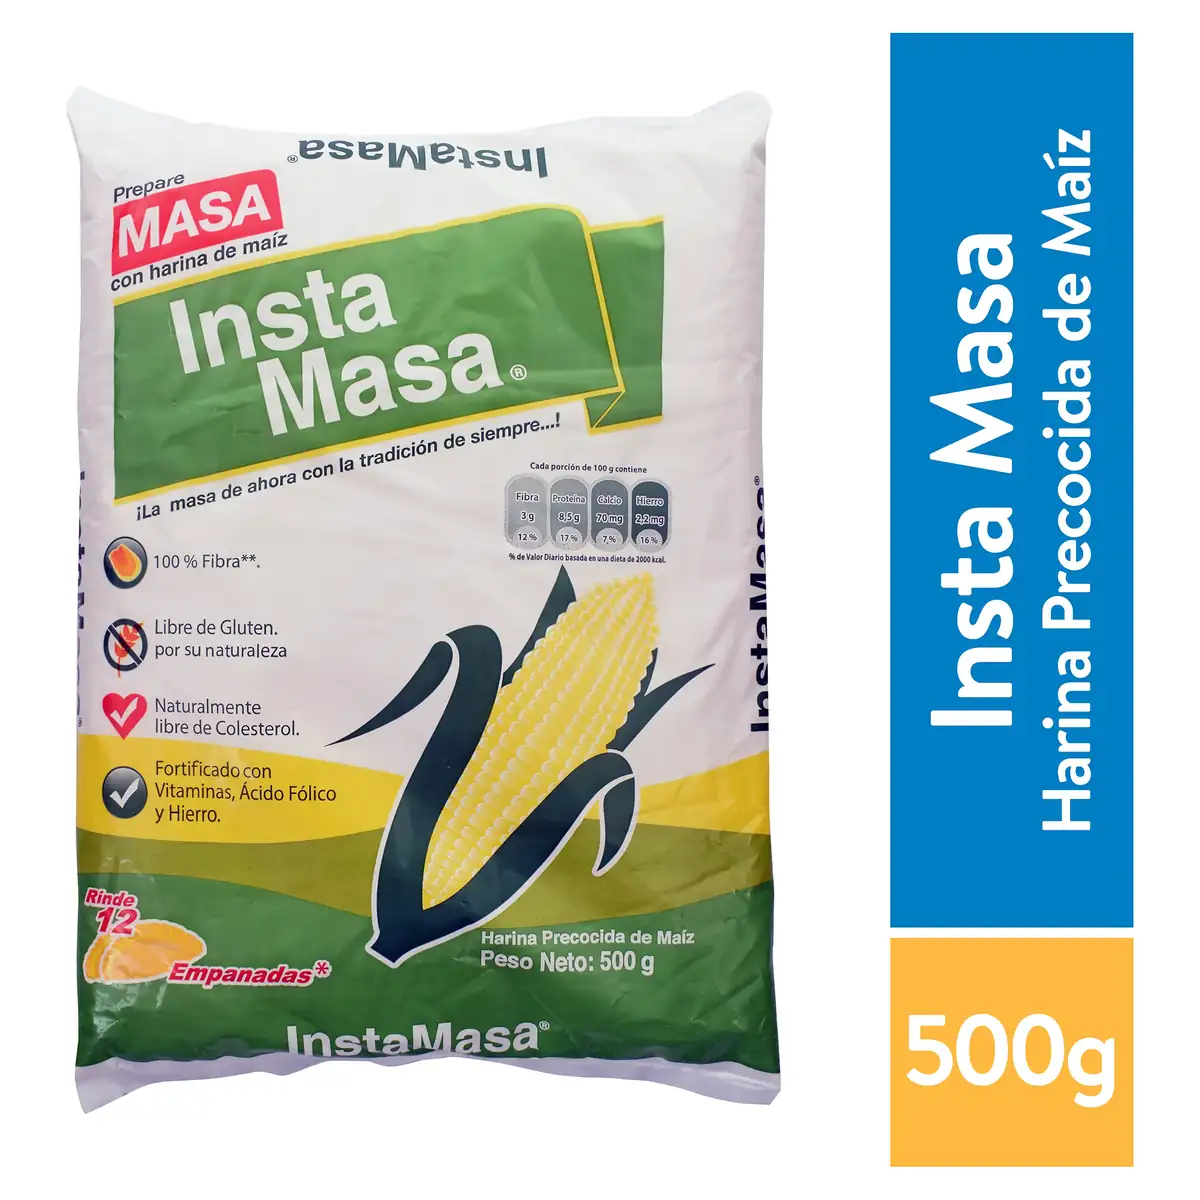 InstaMasa®
Prepare
MASA
con harina de maíz
Insta
Masa®
¡La masa de ahora con la tradición de siempre...!
Cada porción de 100 g contiene
Fibra Proteína Calcio Hierro
3 g 8,5 g 70 mg 2,2 mg
12 % 17 % 7,% 16 %
% de Valor Diario basada en una dieta de 2000 kcal.
100 % Fibra**.
Libre de Gluten.
por su naturaleza
Naturalmente
libre de Colesterol.
Fortificado con
Vitaminas, Ácido Fólico
y Hierro.
Rinde
12
Empanadas*
Harina Precocida de Maíz
Peso Neto: 500 g
InstaMasa®
InstaMasa®
Insta Masa
Harina Precocida de Maíz
500g